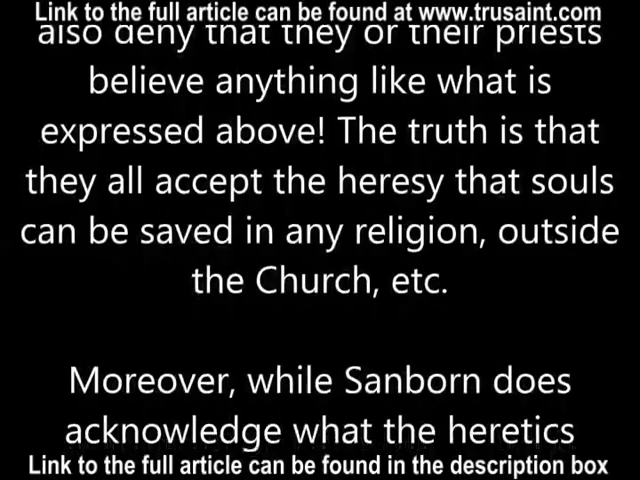 Link to the full article can be found at www.trusaint.com
also deny that they or their priests
believe anything like what is
expressed above! The truth is that
they all accept the heresy that souls
can be saved in any religion, outside
the Church, etc.
Moreover, while Sanborn does
acknowledge what the heretics
Link to the full article can be found in the description box